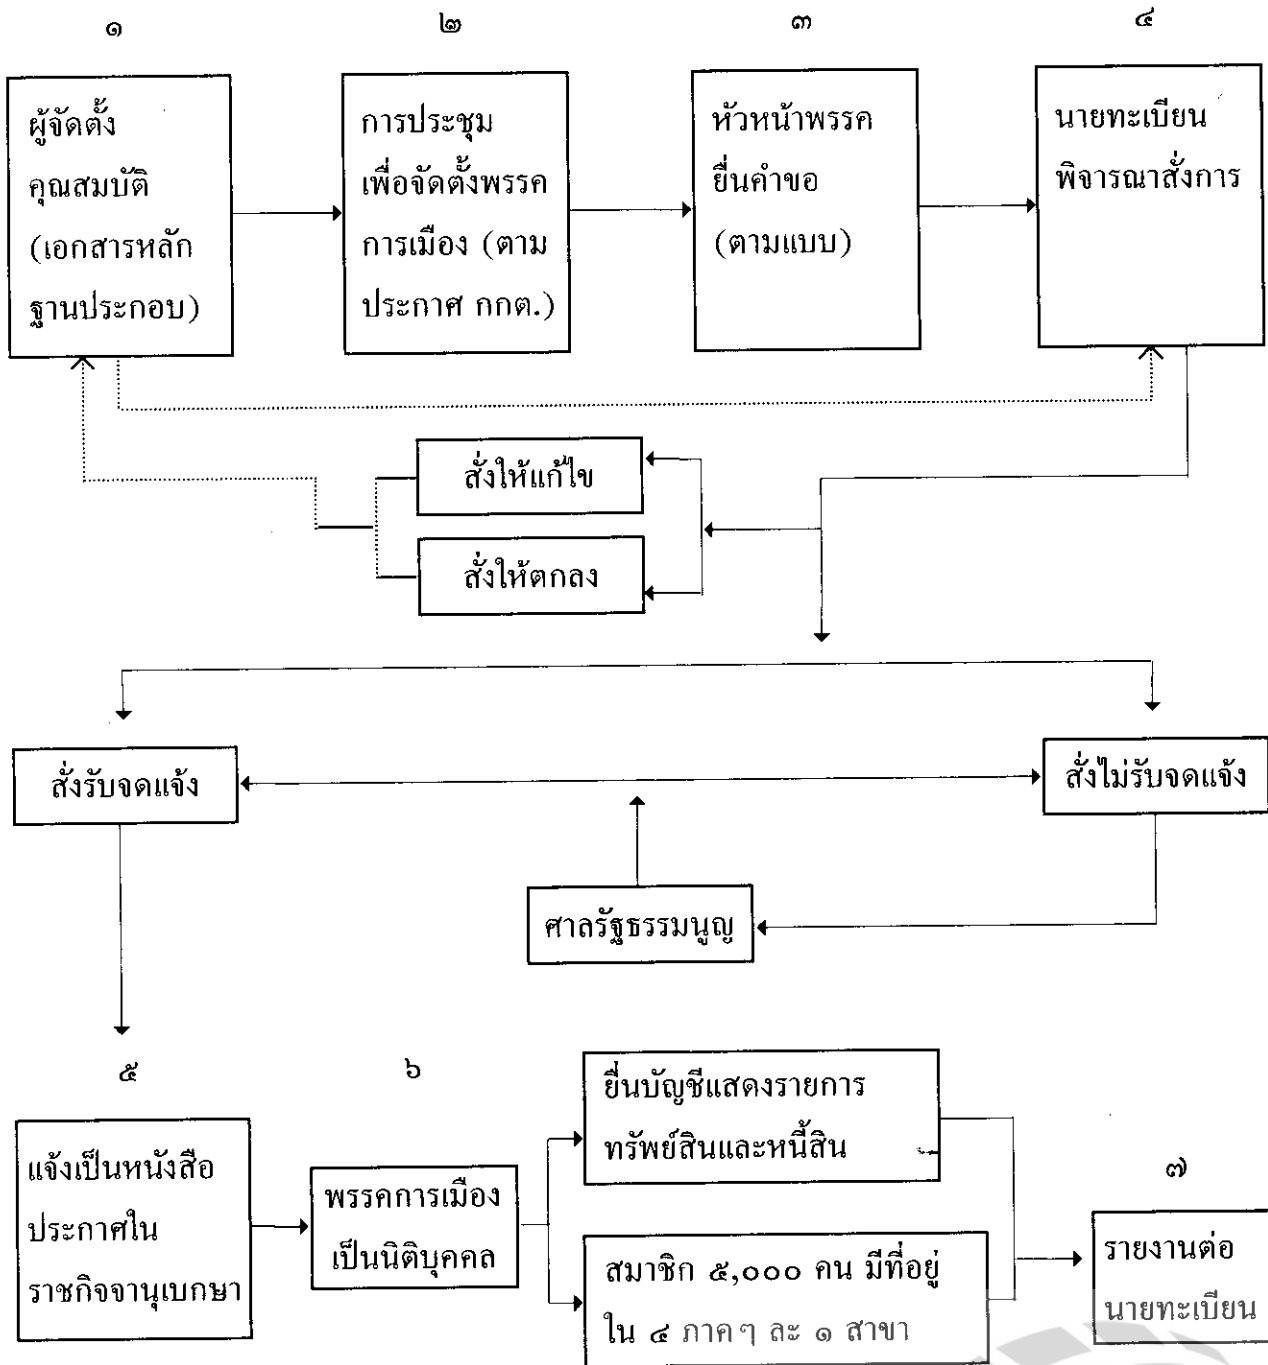 ๑
๒
๓
๔
ผู้จัดตั้ง
คุณสมบัติ
(เอกสารหลัก
ฐานประกอบ)
การประชุม
เพื่อจัดตั้งพรรค
การเมือง (ตาม
ประกาศ กกต.)
หัวหน้าพรรค
ยื่นคำขอ
(ตามแบบ)
นายทะเบียน
พิจารณาสั่งการ
สั่งให้แก้ไข
สั่งให้ตกลง
สั่งรับจดแจ้ง
สั่งไม่รับจดแจ้ง
ศาลรัฐธรรมนูญ
๕
แจ้งเป็นหนังสือ
ประกาศใน
ราชกิจจานุเบกษา
๖
พรรคการเมือง
เป็นนิติบุคคล
ยื่นบัญชีแสดงรายการ
ทรัพย์สินและหนี้สิน
สมาชิก ๕,๐๐๐ คน มีที่อยู่
ใน ๔ ภาคๆ ละ ๑ สาขา
๗
รายงานต่อ
นายทะเบียน